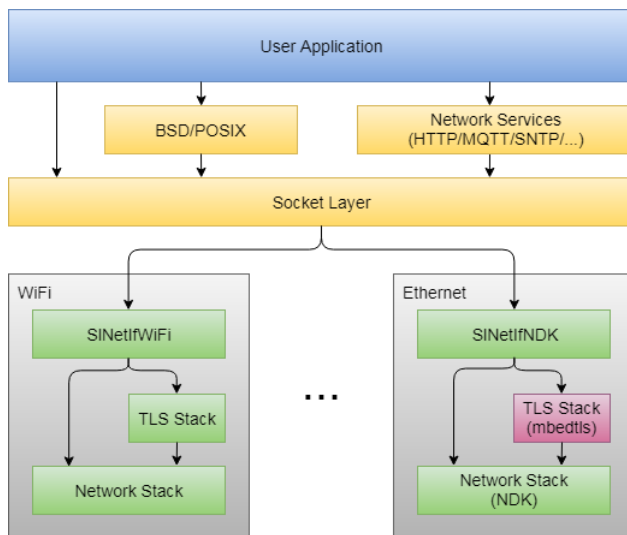 User Application
BSD/POSIX
Network Services
(HTTP/MQTT/SNTP/...)
Socket Layer
WiFi
SlNetIfWiFi
TLS Stack
Network Stack
...
Ethernet
SlNetIfNDK
TLS Stack
(mbedtls)
Network Stack
(NDK)